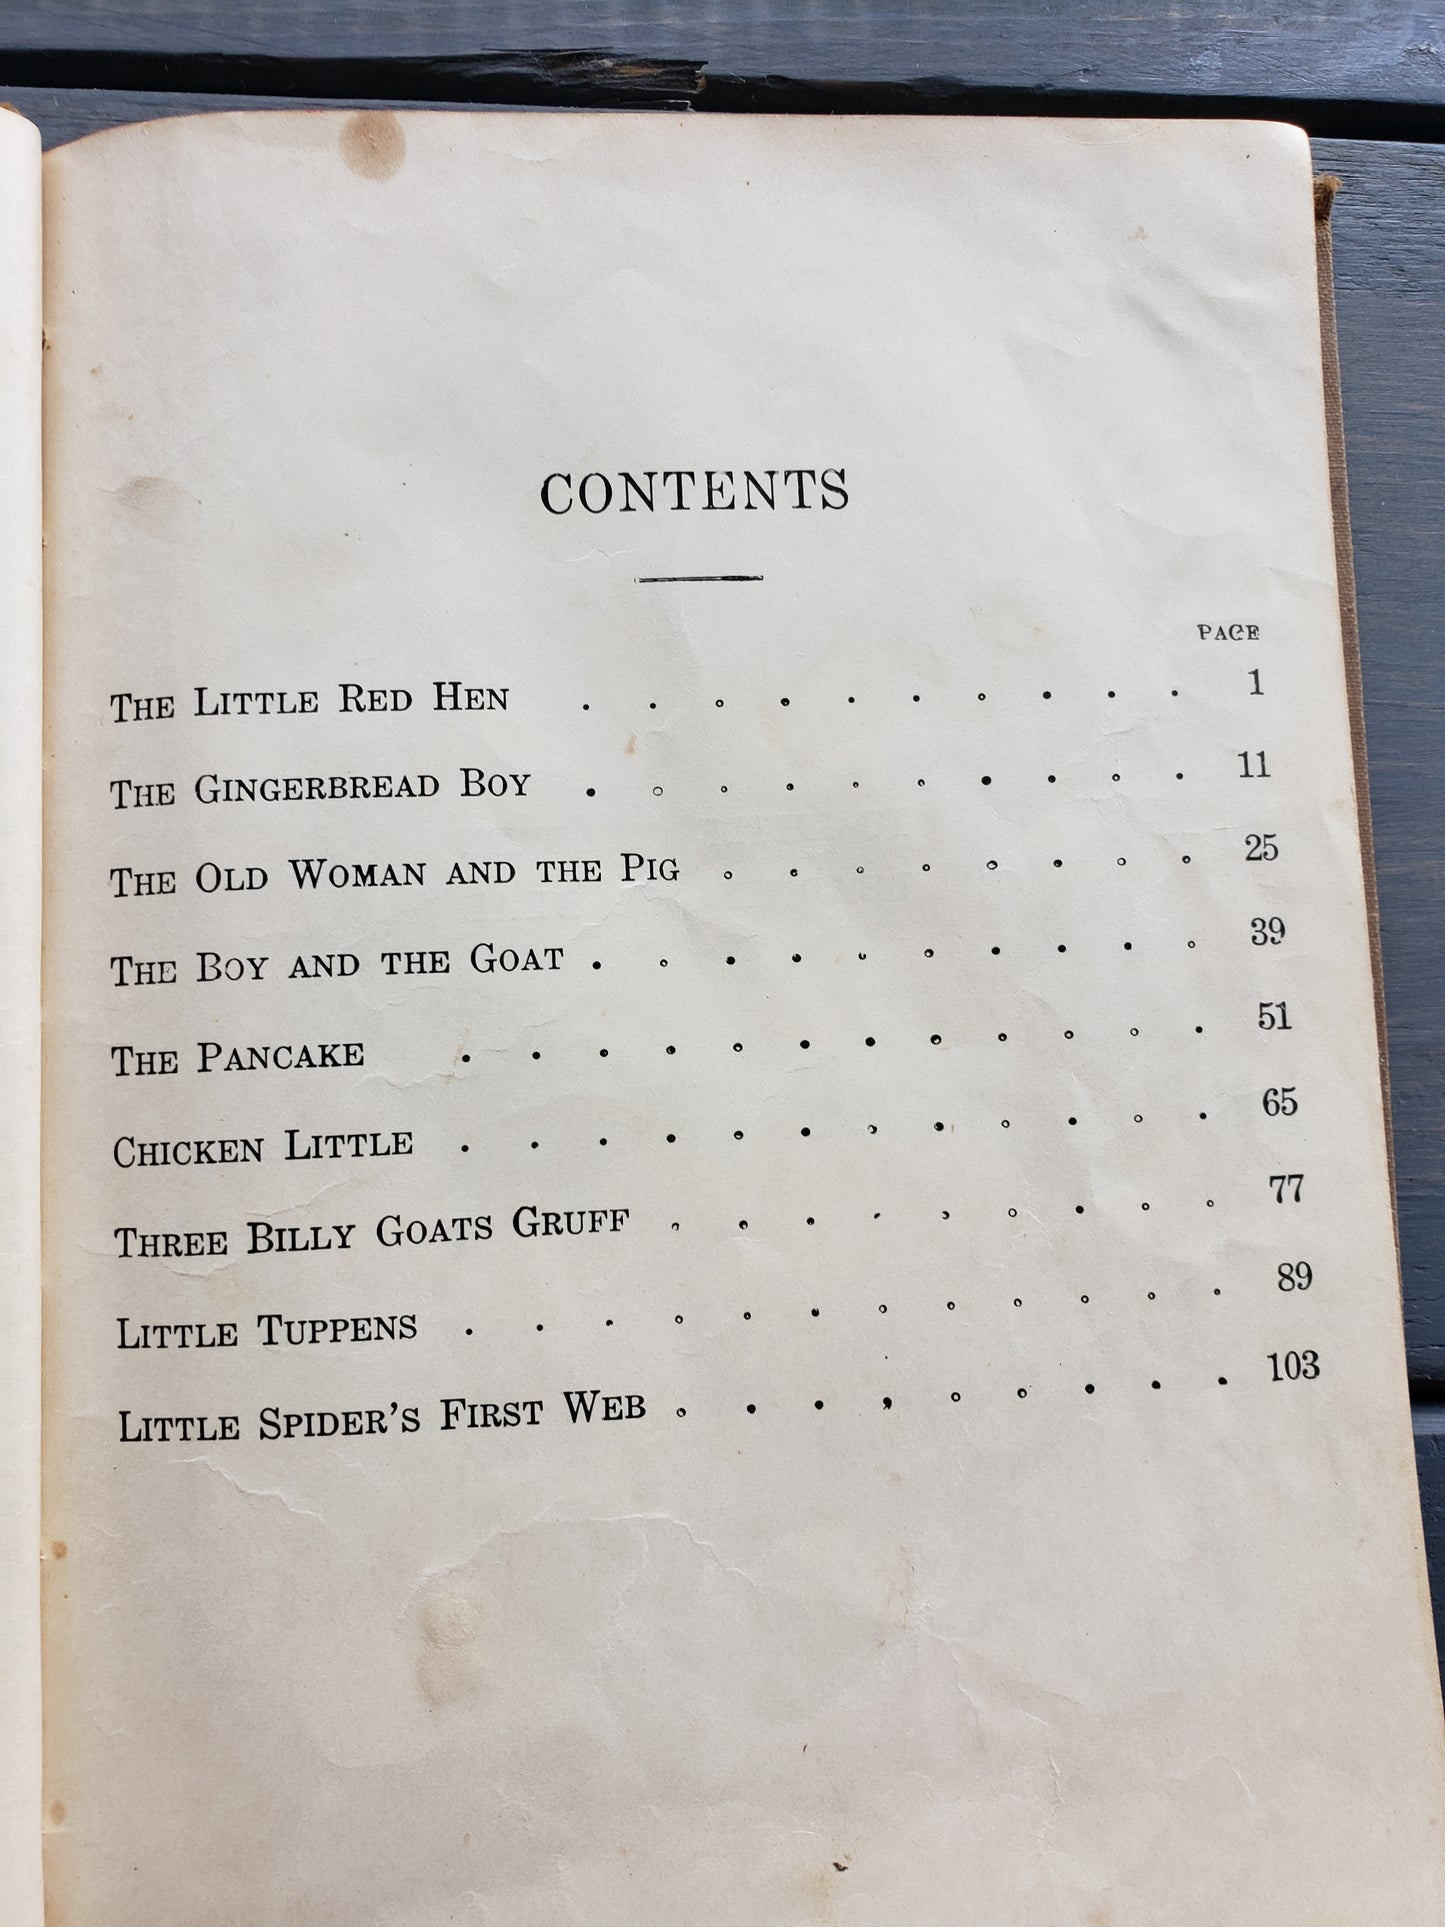 CONTENTS
PAGE
THE LITTLE RED HEN . . . . . . . . . . 1
THE GINGERBREAD BOY . . . . . . . . . . 11
THE OLD WOMAN AND THE PIG . . . . . . . . 25
THE BOY AND THE GOAT . . . . . . . . . . 39
THE PANCAKE . . . . . . . . . . . . 51
CHICKEN LITTLE . . . . . . . . . . . . 65
THREE BILLY GOATS GRUFF . . . . . . . . . 77
LITTLE TUPPENS . . . . . . . . . . . . 89
LITTLE SPIDER'S FIRST WEB . . . . . . . . . 103